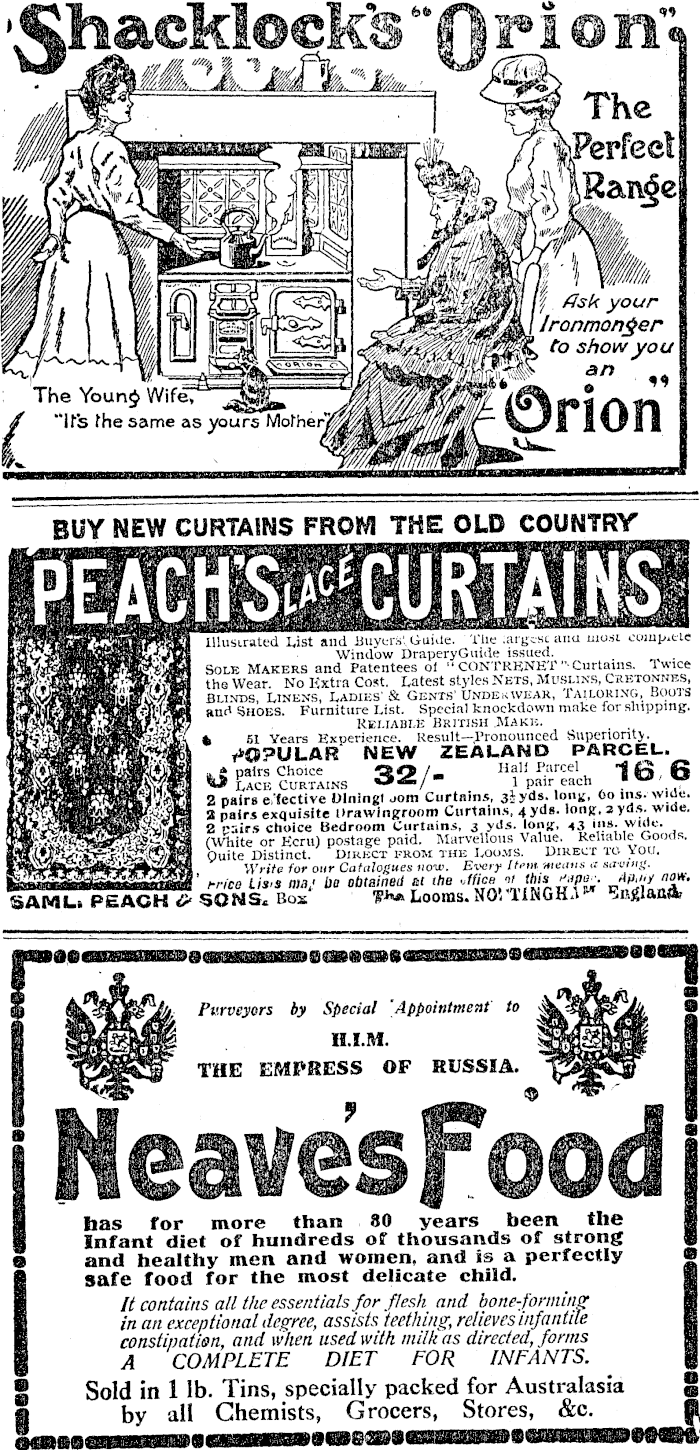 Shacklock's "Orion"
The
Perfect
Range
Ask your
Ironmonger
to show you
an
"Orion"
ORION
The Young Wife,
"It's the same as yours Mother"
BUY NEW CURTAINS FROM THE OLD COUNTRY
PEACH'S LACE CURTAINS
Illustrated List and Buyers' Guide. The largest and most complete
Window DraperyGuide issued.
SOLE MAKERS and Patentees of "CONTRENET" Curtains. Twice
the Wear. No Extra Cost. Latest styles NETS, MUSLINS, CRETONNES,
BLINDS, LINENS, LADIES' & GENTS' UNDERWEAR, TAILORING, BOOTS
and SHOES. Furniture List. Special knockdown make for shipping.
RELIABLE BRITISH MAKE.
51 Years Experience. Result—Pronounced Superiority.
POPULAR NEW ZEALAND PARCEL.
6 pairs Choice LACE CURTAINS 32/- Half Parcel 1 pair each 16 6
2 pairs effective Diningroom Curtains, 3½ yds. long, 60 ins. wide.
2 pairs exquisite Drawingroom Curtains, 4 yds. long, 2 yds. wide.
2 pairs choice Bedroom Curtains, 3 yds. long, 43 ins. wide.
(White or Ecru) postage paid. Marvellous Value. Reliable Goods.
Quite Distinct. DIRECT FROM THE LOOMS. DIRECT TO YOU.
Write for our Catalogues now. Every Item means a saving.
Price Lists may be obtained at the office of this Paper. Apply now.
SAML. PEACH & SONS. Box The Looms. NOTTINGHAM England
Purveyors by Special Appointment to
H.I.M.
THE EMPRESS OF RUSSIA.
Neave's Food
has for more than 80 years been the
Infant diet of hundreds of thousands of strong
and healthy men and women, and is a perfectly
safe food for the most delicate child.
It contains all the essentials for flesh and bone-forming
in an exceptional degree, assists teething, relieves infantile
constipation, and when used with milk as directed, forms
A COMPLETE DIET FOR INFANTS.
Sold in 1 lb. Tins, specially packed for Australasia
by all Chemists, Grocers, Stores, &c.